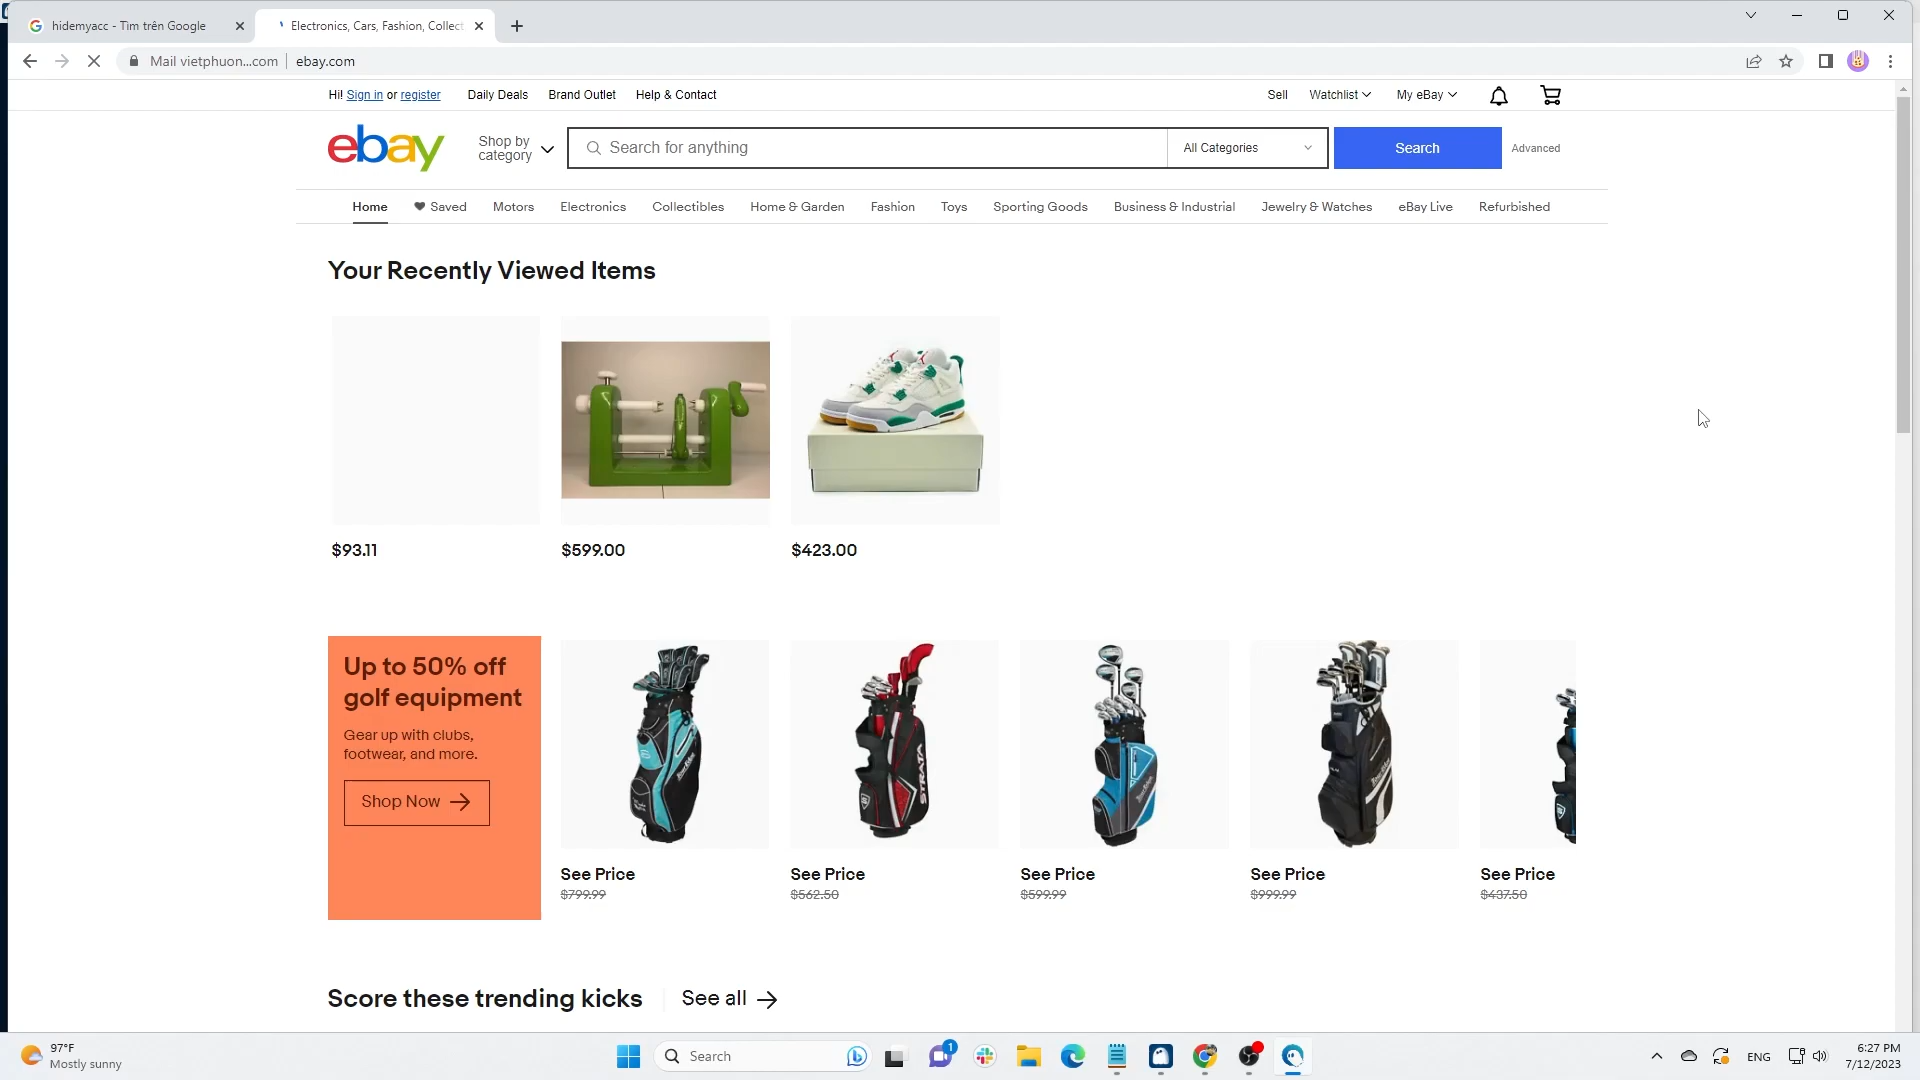 hidemyacc - Tìm trên Google
Electronics, Cars, Fashion, Collect
Mail vietphuon...com
ebay.com
Hi! Sign in or register
Daily Deals
Brand Outlet
Help & Contact
Sell
Watchlist
My eBay
ebay
Shop by
category
Search for anything
All Categories
Search
Advanced
Home
Saved
Motors
Electronics
Collectibles
Home & Garden
Fashion
Toys
Sporting Goods
Business & Industrial
Jewelry & Watches
eBay Live
Refurbished
Your Recently Viewed Items
$93.11
$599.00
$423.00
Up to 50% off
golf equipment
Gear up with clubs,
footwear, and more.
Shop Now
STRATA
See Price
$799.99
See Price
$562.50
See Price
$599.99
See Price
$999.99
See Price
$437.50
Score these trending kicks
See all
97°F
Mostly sunny
Search
1
ENG
6:27 PM
7/12/2023